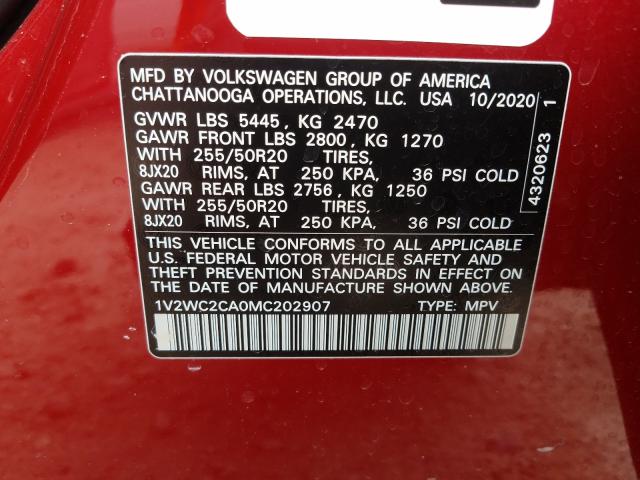 MFD BY VOLKSWAGEN GROUP OF AMERICA
CHATTANOOGA OPERATIONS, LLC. USA 10/2020
GVWR LBS 5445, KG 2470
GAWR FRONT LBS 2800, KG 1270
WITH 255/50R20 TIRES,
8JX20 RIMS, AT 250 KPA, 36 PSI COLD
GAWR REAR LBS 2756, KG 1250
WITH 255/50R20 TIRES,
8JX20 RIMS, AT 250 KPA, 36 PSI COLD
THIS VEHICLE CONFORMS TO ALL APPLICABLE
U.S. FEDERAL MOTOR VEHICLE SAFETY AND
THEFT PREVENTION STANDARDS IN EFFECT ON
THE DATE OF MANUFACTURE SHOWN ABOVE.
1V2WC2CA0MC202907 TYPE: MPV
4320623 1